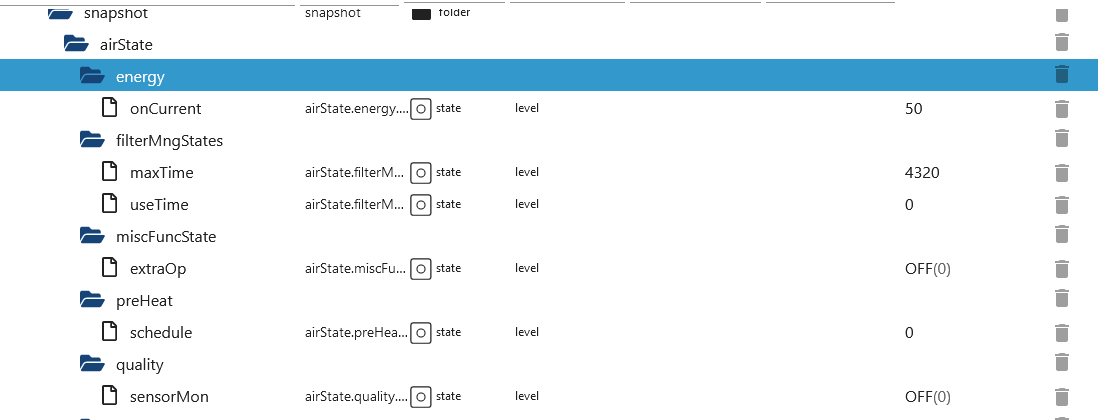 snapshot snapshot folder
airState
energy
onCurrent airState.energy.... state level 50
filterMngStates
maxTime airState.filterM... state level 4320
useTime airState.filterM... state level 0
miscFuncState
extraOp airState.miscFu... state level OFF(0)
preHeat
schedule airState.preHea... state level 0
quality
sensorMon airState.quality.... state level OFF(0)